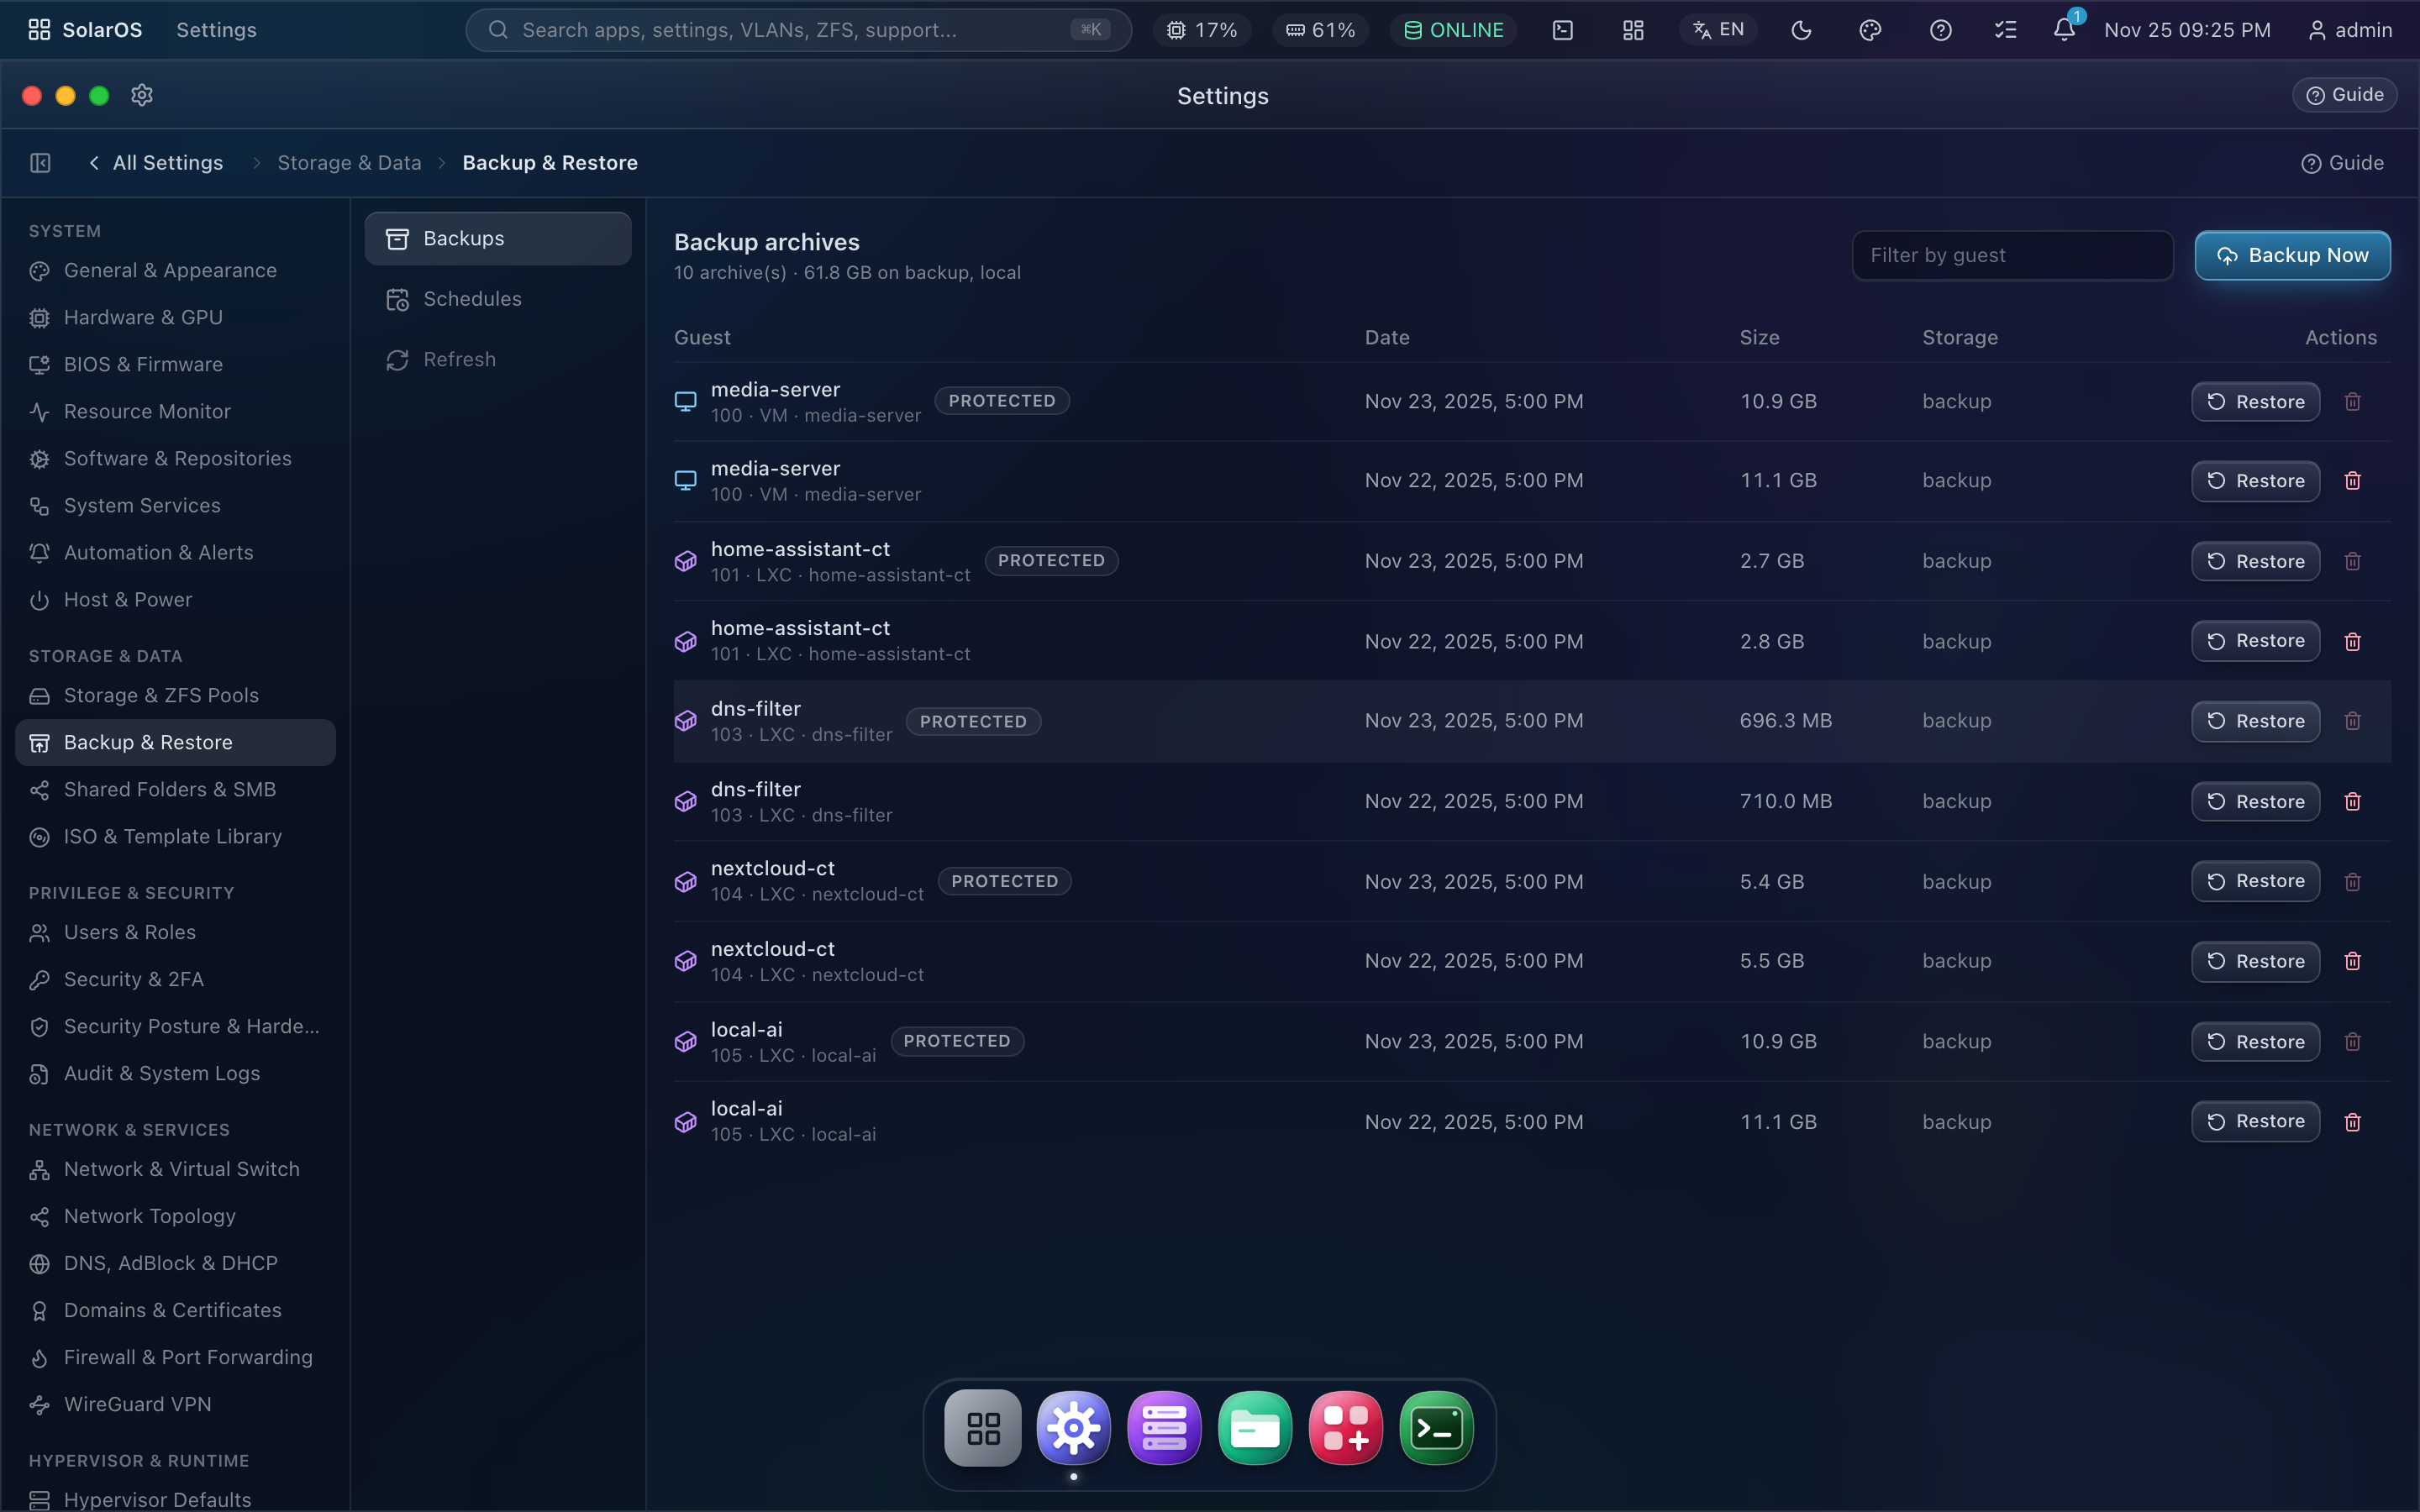 SolarOS Settings Search apps, settings, VLANs, ZFS, support... ⌘K 17% 61% ONLINE EN 1 Nov 25 09:25 PM admin
Settings Guide
All Settings Storage & Data Backup & Restore Guide
SYSTEM
General & Appearance
Hardware & GPU
BIOS & Firmware
Resource Monitor
Software & Repositories
System Services
Automation & Alerts
Host & Power
STORAGE & DATA
Storage & ZFS Pools
Backup & Restore
Shared Folders & SMB
ISO & Template Library
PRIVILEGE & SECURITY
Users & Roles
Security & 2FA
Security Posture & Harde...
Audit & System Logs
NETWORK & SERVICES
Network & Virtual Switch
Network Topology
DNS, AdBlock & DHCP
Domains & Certificates
Firewall & Port Forwarding
WireGuard VPN
HYPERVISOR & RUNTIME
Hypervisor Defaults
Backups
Schedules
Refresh
Backup archives
10 archive(s) · 61.8 GB on backup, local
Filter by guest
Backup Now
Guest Date Size Storage Actions
media-server PROTECTED Nov 23, 2025, 5:00 PM 10.9 GB backup Restore
100 · VM · media-server
media-server Nov 22, 2025, 5:00 PM 11.1 GB backup Restore
100 · VM · media-server
home-assistant-ct PROTECTED Nov 23, 2025, 5:00 PM 2.7 GB backup Restore
101 · LXC · home-assistant-ct
home-assistant-ct Nov 22, 2025, 5:00 PM 2.8 GB backup Restore
101 · LXC · home-assistant-ct
dns-filter PROTECTED Nov 23, 2025, 5:00 PM 696.3 MB backup Restore
103 · LXC · dns-filter
dns-filter Nov 22, 2025, 5:00 PM 710.0 MB backup Restore
103 · LXC · dns-filter
nextcloud-ct PROTECTED Nov 23, 2025, 5:00 PM 5.4 GB backup Restore
104 · LXC · nextcloud-ct
nextcloud-ct Nov 22, 2025, 5:00 PM 5.5 GB backup Restore
104 · LXC · nextcloud-ct
local-ai PROTECTED Nov 23, 2025, 5:00 PM 10.9 GB backup Restore
105 · LXC · local-ai
local-ai Nov 22, 2025, 5:00 PM 11.1 GB backup Restore
105 · LXC · local-ai